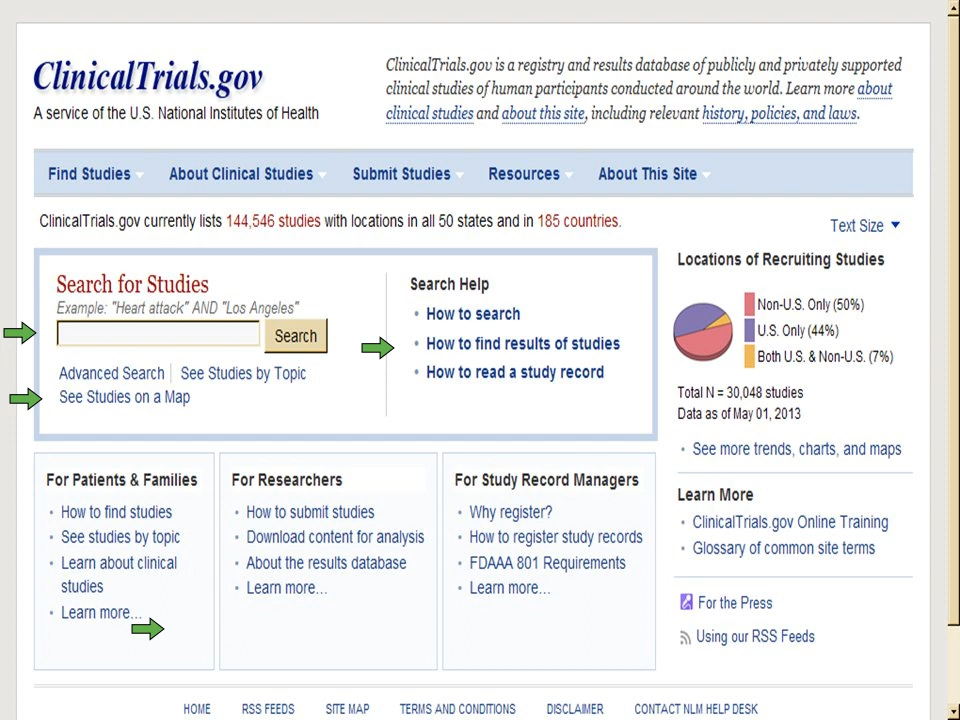 ClinicalTrials.gov
A service of the U.S. National Institutes of Health
ClinicalTrials.gov is a registry and results database of publicly and privately supported
clinical studies of human participants conducted around the world. Learn more about
clinical studies and about this site, including relevant history, policies, and laws.
Find Studies About Clinical Studies Submit Studies Resources About This Site
ClinicalTrials.gov currently lists 144,546 studies with locations in all 50 states and in 185 countries.
Text Size
Search for Studies
Example: "Heart attack" AND "Los Angeles"
Search
Advanced Search See Studies by Topic
See Studies on a Map
Search Help
• How to search
• How to find results of studies
• How to read a study record
Locations of Recruiting Studies
Non-U.S. Only (50%)
U.S. Only (44%)
Both U.S. & Non-U.S. (7%)
Total N = 30,048 studies
Data as of May 01, 2013
• See more trends, charts, and maps
Learn More
• ClinicalTrials.gov Online Training
• Glossary of common site terms
For the Press
Using our RSS Feeds
For Patients & Families
• How to find studies
• See studies by topic
• Learn about clinical
studies
• Learn more...
For Researchers
• How to submit studies
• Download content for analysis
• About the results database
• Learn more...
For Study Record Managers
• Why register?
• How to register study records
• FDAAA 801 Requirements
• Learn more...
HOME RSS FEEDS SITE MAP TERMS AND CONDITIONS DISCLAIMER CONTACT NLM HELP DESK